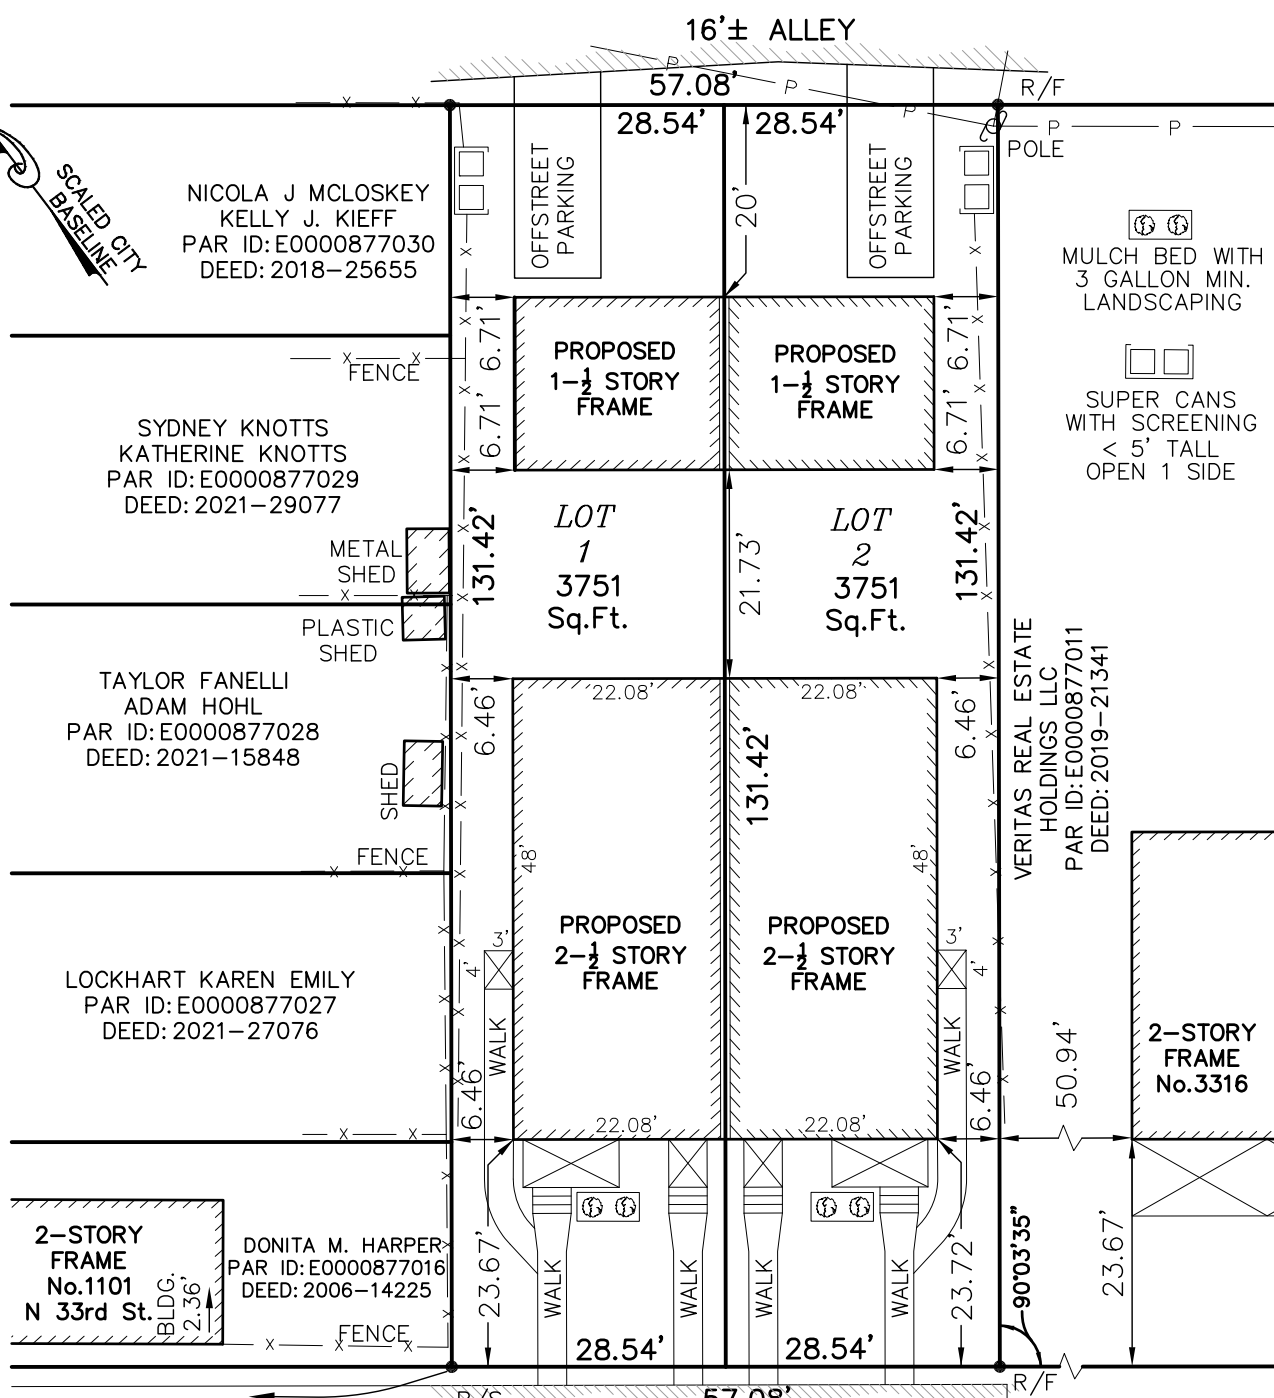 16'± ALLEY
P
57.08'
P
R/F
28.54'
28.54'
P
P
P
POLE
X
X
SCALED CITY
BASELINE
NICOLA J MCLOSKEY
KELLY J. KIEFF
PAR ID: E0000877030
DEED: 2018-25655
OFFSTREET
PARKING
20'
OFFSTREET
PARKING
MULCH BED WITH
3 GALLON MIN.
LANDSCAPING
6.71'
6.71'
PROPOSED
1-½ STORY
FRAME
PROPOSED
1-½ STORY
FRAME
6.71'
6.71'
X
X
FENCE
SUPER CANS
WITH SCREENING
< 5' TALL
OPEN 1 SIDE
SYDNEY KNOTTS
KATHERINE KNOTTS
PAR ID: E0000877029
DEED: 2021-29077
METAL
SHED
131.42'
LOT
1
3751
Sq.Ft.
21.73'
LOT
2
3751
Sq.Ft.
131.42'
X
X
PLASTIC
SHED
TAYLOR FANELLI
ADAM HOHL
PAR ID: E0000877028
DEED: 2021-15848
SHED
6.46'
22.08'
22.08'
6.46'
131.42'
VERITAS REAL ESTATE
HOLDINGS LLC
PAR ID: E0000877011
DEED: 2019-21341
48'
48'
FENCE
X
X
LOCKHART KAREN EMILY
PAR ID: E0000877027
DEED: 2021-27076
3'
4'
PROPOSED
2-½ STORY
FRAME
PROPOSED
2-½ STORY
FRAME
3'
4'
WALK
WALK
6.46'
22.08'
22.08'
6.46'
50.94'
2-STORY
FRAME
No.3316
X
X
2-STORY
FRAME
No.1101
N 33rd St.
BLDG.
2.36'
DONITA M. HARPER
PAR ID: E0000877016
DEED: 2006-14225
FENCE
X
X
X
23.67'
WALK
WALK
WALK
WALK
23.72'
90°03'35"
23.67'
28.54'
28.54'
R/F
R/S
57.08'